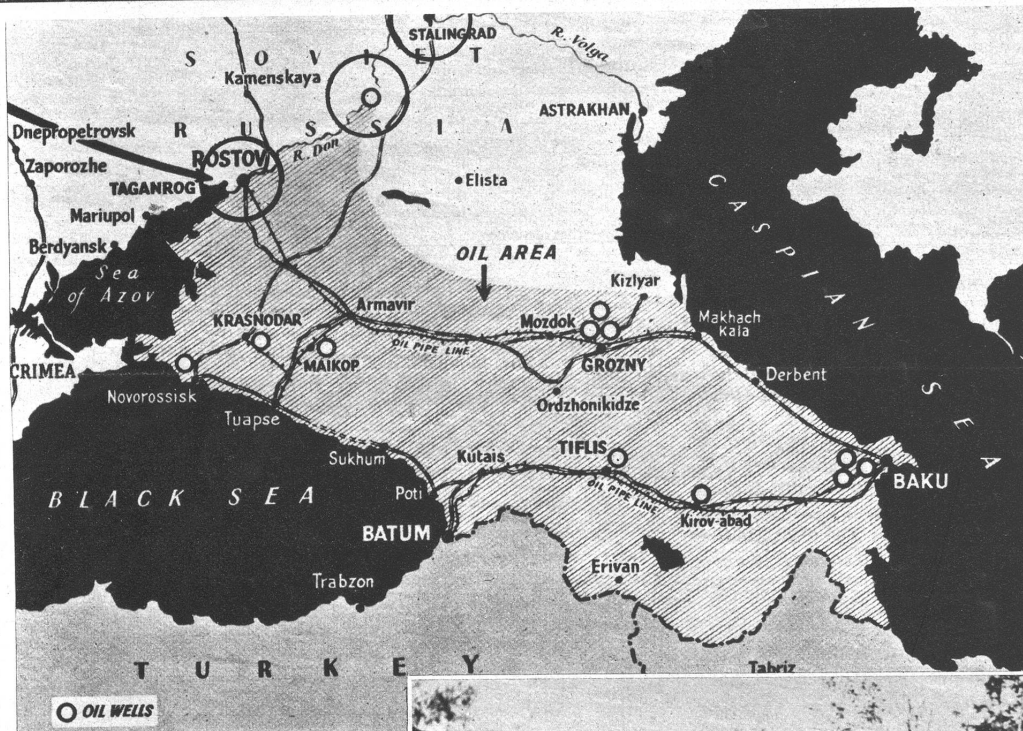 STALINGRAD
R. Volga
SOVIET
Kamenskaya
ASTRAKHAN
Dnepropetrovsk
RUSSIA
R. Don
ROSTOV
Zaporozhe
TAGANROG
Elista
Mariupol
CASPIAN SEA
Berdyansk
OIL AREA
Sea
of AZOV
Kizlyar
Armavir
KRASNODAR
Mozdok
Makhach
Kala
OIL PIPE LINE
MAIKOP
GROZNY
CRIMEA
Derbent
Novorossisk
Ordzhonikidze
Tuapse
TIFLIS
Sukhum
Kutais
BAKU
BLACK SEA
Poti
OIL PIPE LINE
Kirov-abad
BATUM
Erivan
Trabzon
TURKEY
Tabriz
OIL WELLS